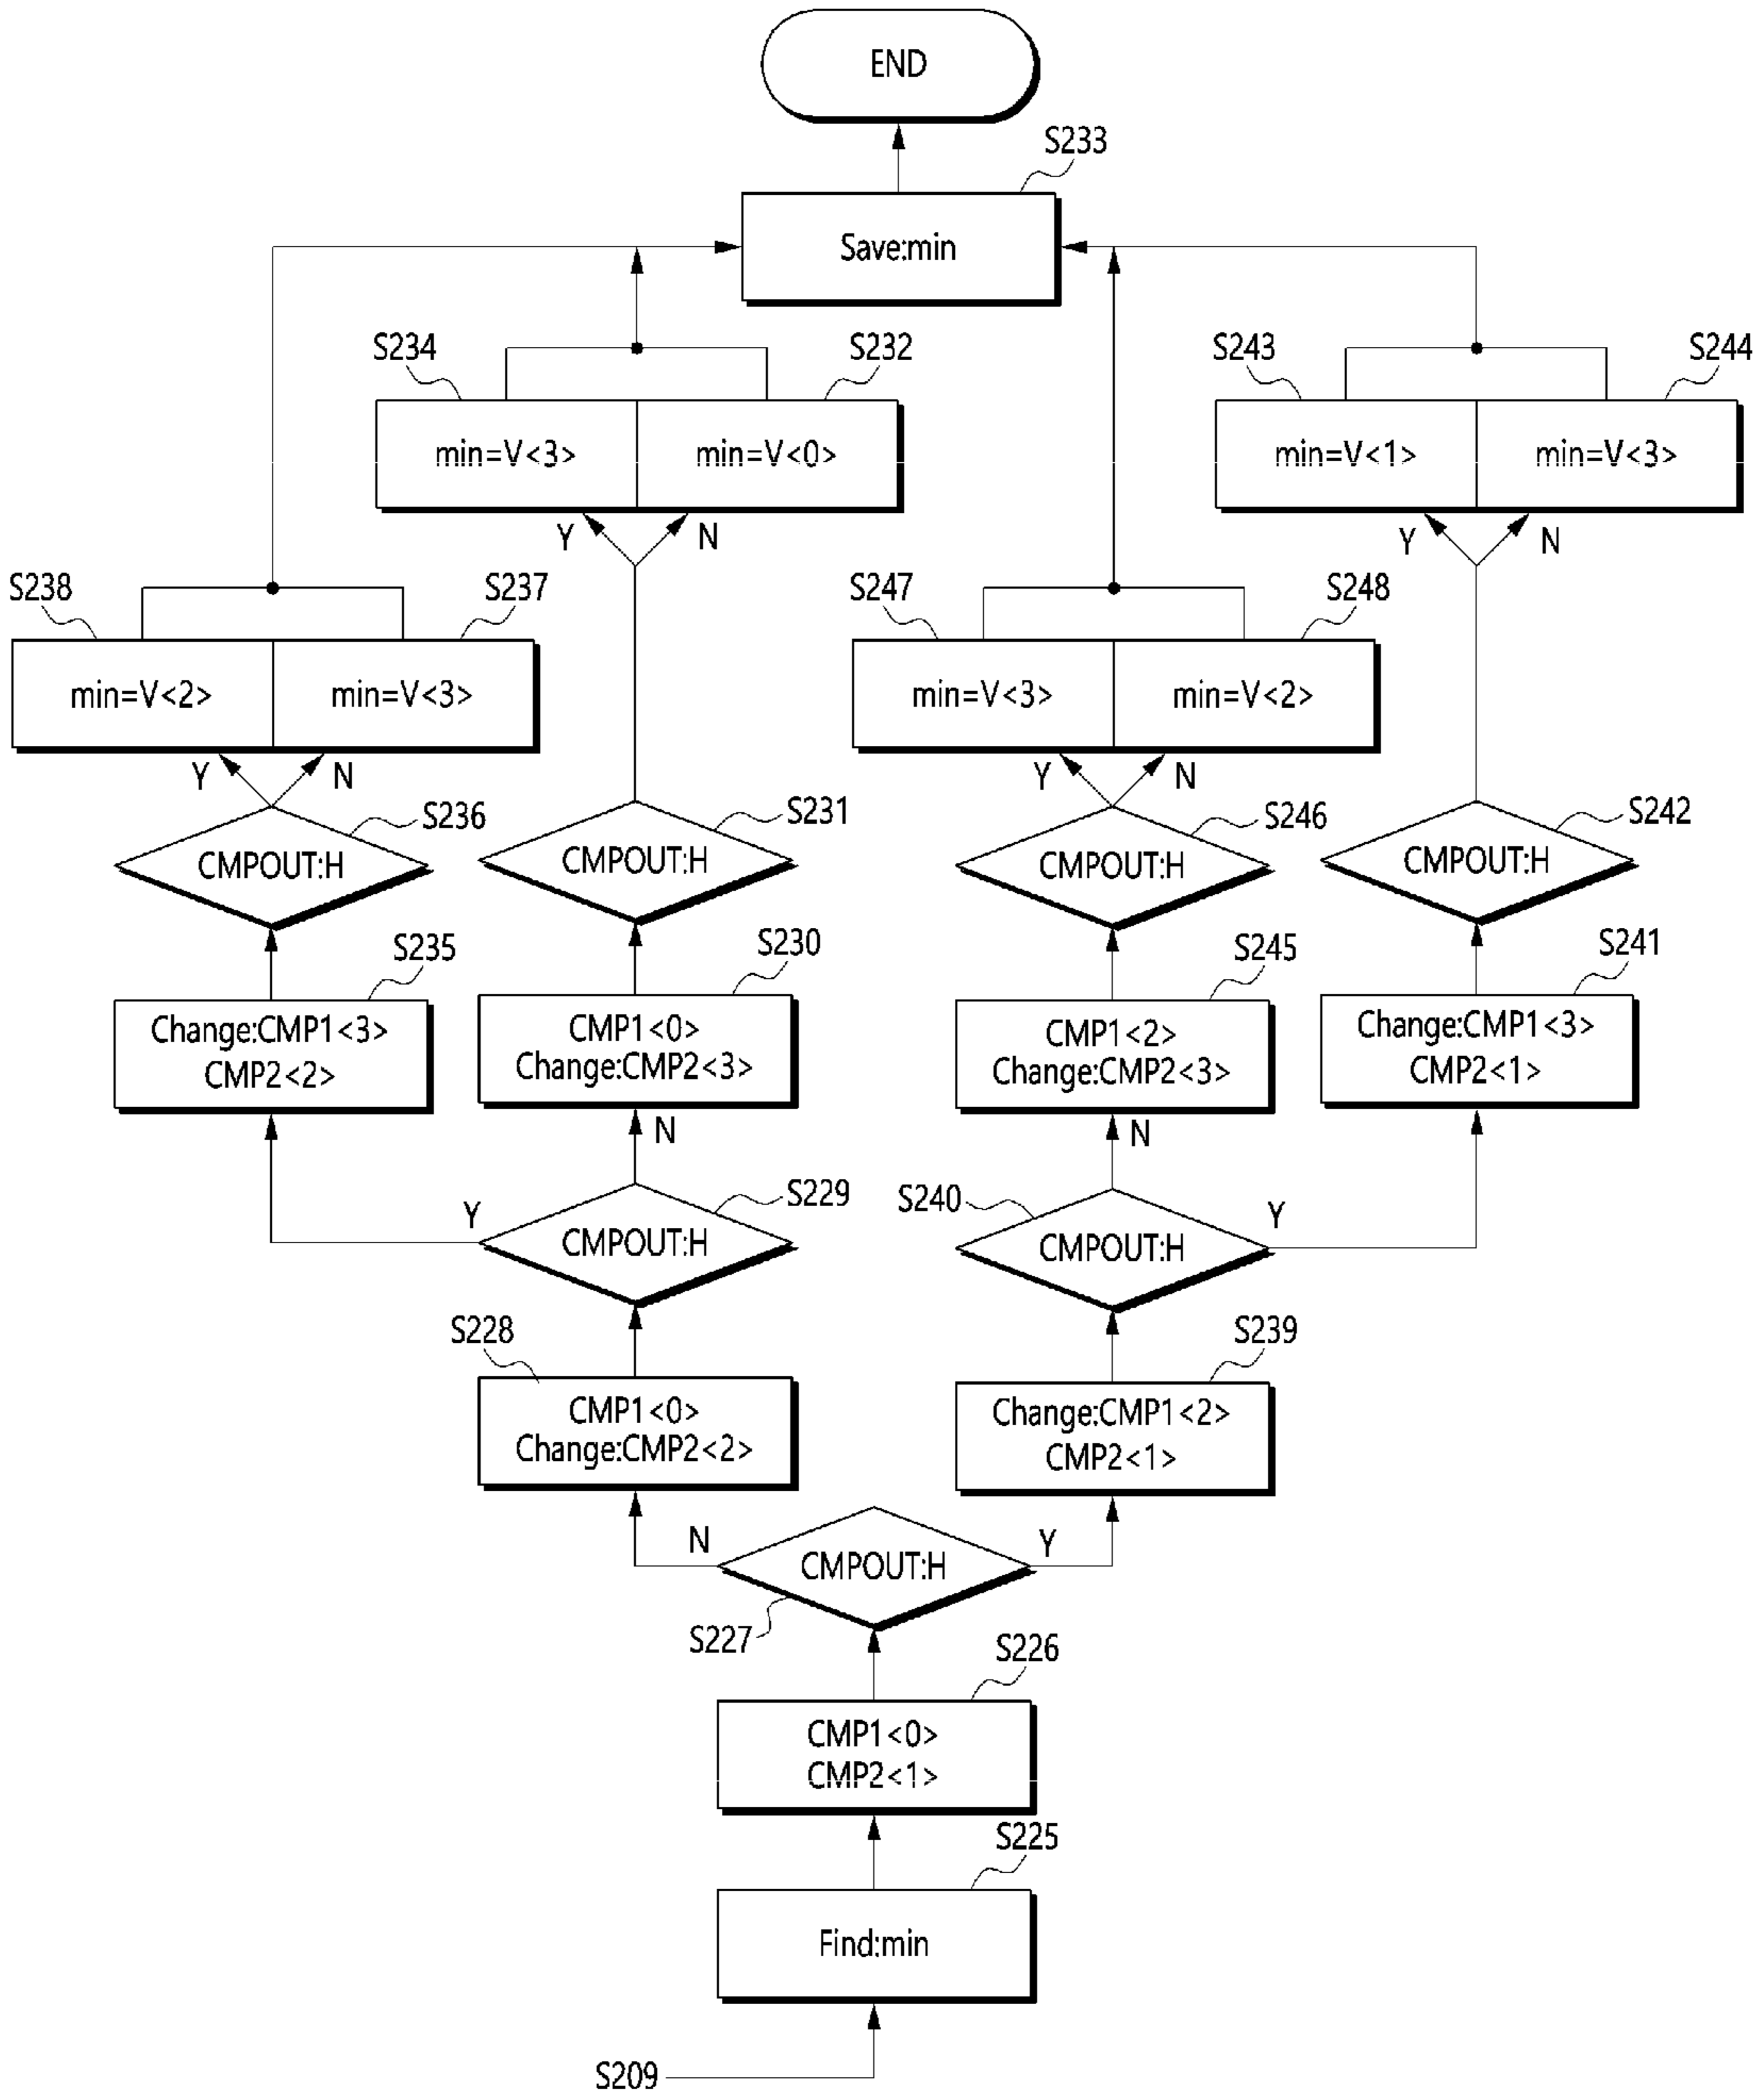 END
S233
Save:min
S234
S232
S243
S244
min=V<3>
min=V<0>
min=V<1>
min=V<3>
Y
N
Y
N
S238
S237
S247
S248
min=V<2>
min=V<3>
min=V<3>
min=V<2>
Y
N
Y
N
S236
S231
S246
S242
CMPOUT:H
CMPOUT:H
CMPOUT:H
CMPOUT:H
S235
S230
S245
S241
Change:CMP1<3>
CMP2<2>
CMP1<0>
Change:CMP2<3>
CMP1<2>
Change:CMP2<3>
Change:CMP1<3>
CMP2<1>
N
N
Y
S229
S240
Y
CMPOUT:H
CMPOUT:H
S228
S239
CMP1<0>
Change:CMP2<2>
Change:CMP1<2>
CMP2<1>
N
Y
CMPOUT:H
S227
S226
CMP1<0>
CMP2<1>
S225
Find:min
S209